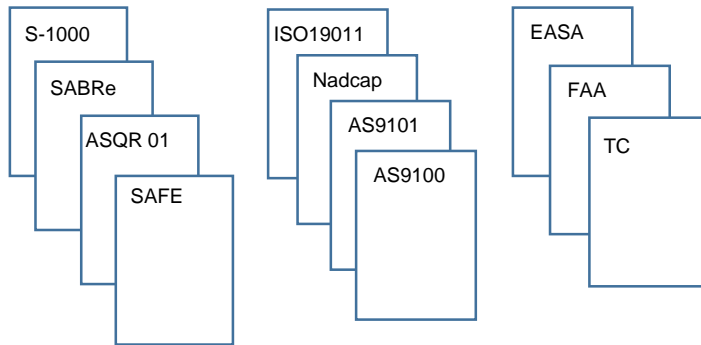 S-1000
SABRe
ASQR 01
SAFE
ISO19011
Nadcap
AS9101
AS9100
EASA
FAA
TC